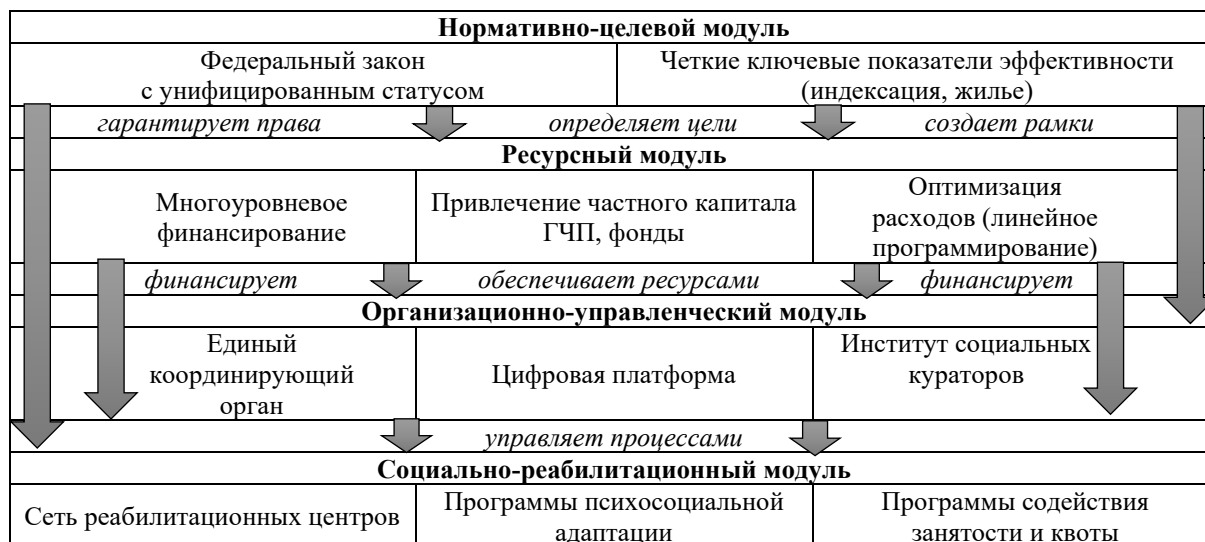 Нормативно-целевой модуль
Федеральный закон
с унифицированным статусом
Четкие ключевые показатели эффективности
(индексация, жилье)
гарантирует права
определяет цели
создает рамки
Ресурсный модуль
Многоуровневое
финансирование
Привлечение частного капитала
ГЧП, фонды
Оптимизация
расходов (линейное
программирование)
финансирует
обеспечивает ресурсами
финансирует
Организационно-управленческий модуль
Единый
координирующий
орган
Цифровая платформа
Институт социальных
кураторов
управляет процессами
Социально-реабилитационный модуль
Сеть реабилитационных центров
Программы психосоциальной
адаптации
Программы содействия
занятости и квоты